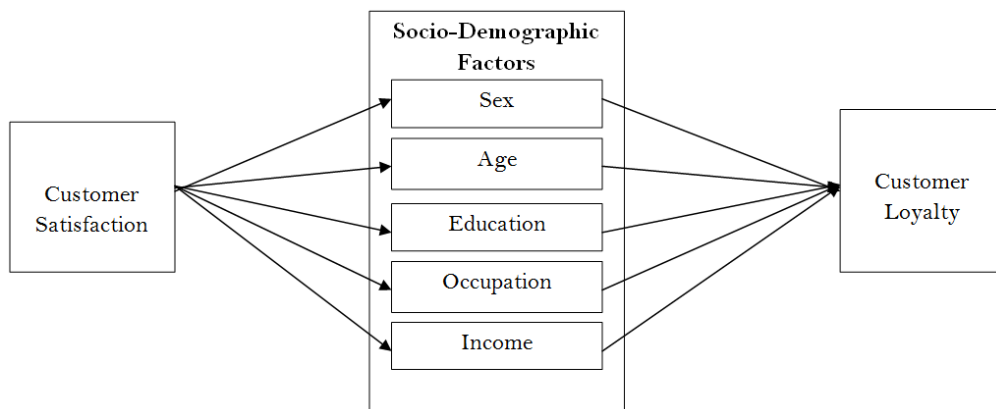 Socio-Demographic
Factors
Sex
Age
Education
Occupation
Income
Customer
Satisfaction
Customer
Loyalty